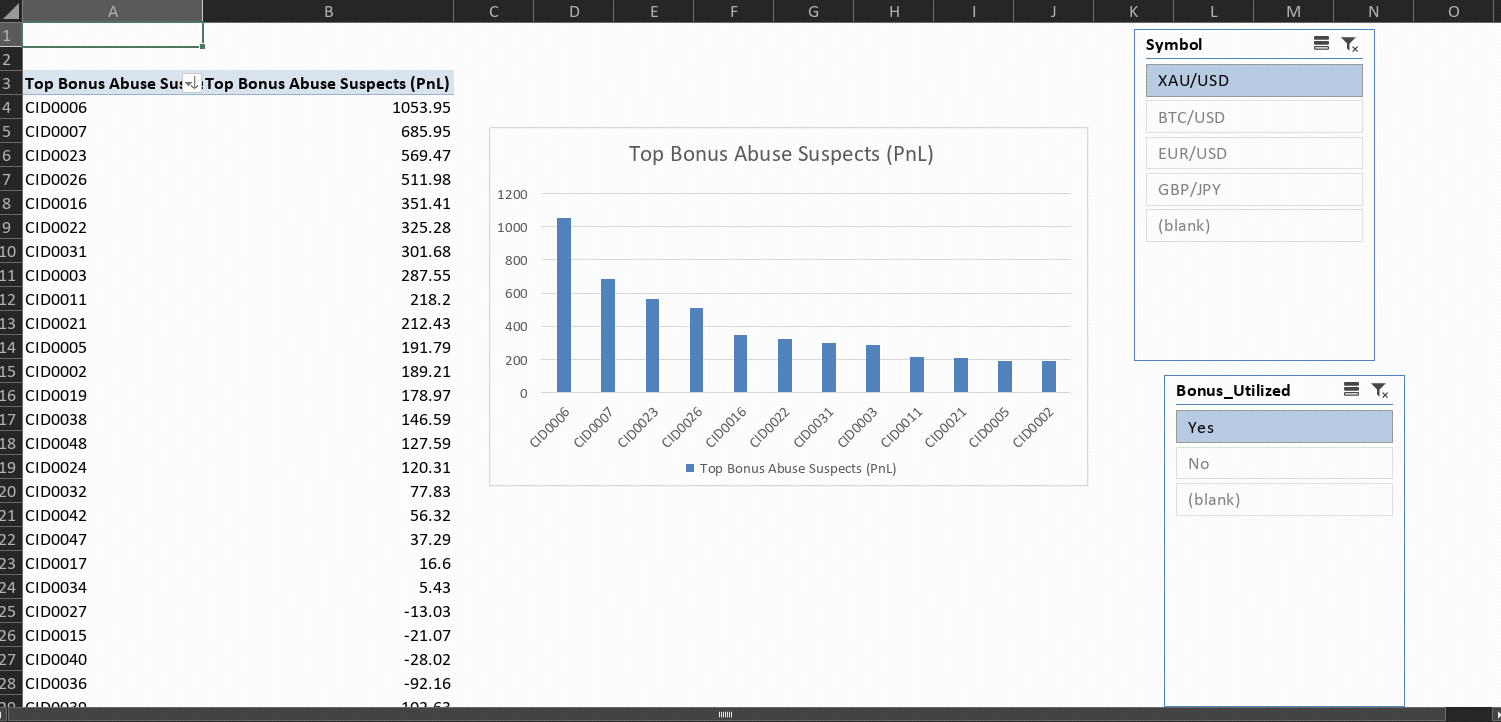 A B C D E F G H I J K L M N O
1
2
3 Top Bonus Abuse Sus Top Bonus Abuse Suspects (PnL)
4 CID0006 1053.95
5 CID0007 685.95
6 CID0023 569.47
7 CID0026 511.98
8 CID0016 351.41
9 CID0022 325.28
10 CID0031 301.68
11 CID0003 287.55
12 CID0011 218.2
13 CID0021 212.43
14 CID0005 191.79
15 CID0002 189.21
16 CID0019 178.97
17 CID0038 146.59
18 CID0048 127.59
19 CID0024 120.31
20 CID0032 77.83
21 CID0042 56.32
22 CID0047 37.29
23 CID0017 16.6
24 CID0034 5.43
25 CID0027 -13.03
26 CID0015 -21.07
27 CID0040 -28.02
28 CID0036 -92.16
Top Bonus Abuse Suspects (PnL)
1200
1000
800
600
400
200
0
CID0006 CID0007 CID0023 CID0026 CID0016 CID0022 CID0031 CID0003 CID0011 CID0021 CID0005 CID0002
Top Bonus Abuse Suspects (PnL)
Symbol
XAU/USD
BTC/USD
EUR/USD
GBP/JPY
(blank)
Bonus_Utilized
Yes
No
(blank)